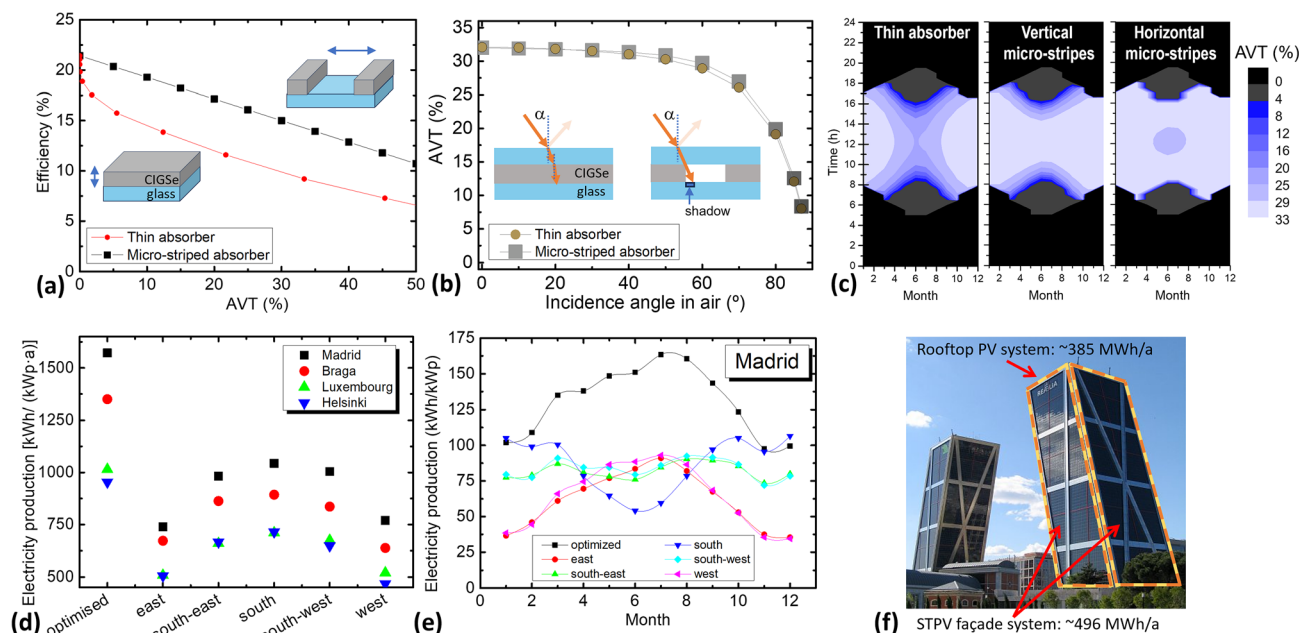 25
20
15
10
5
0
Efficiency (%)
CIGSe
glass
Thin absorber
Micro-striped absorber
0 10 20 30 40 50
(a)
AVT (%)
35
30
25
20
15
10
5
0
AVT (%)
α
α
CIGSe
glass
shadow
Thin absorber
Micro-striped absorber
0 20 40 60 80
(b)
Incidence angle in air (º)
24
22
20
18
16
14
12
10
8
6
4
2
0
Time (h)
Thin absorber
Vertical
micro-stripes
Horizontal
micro-stripes
AVT (%)
0
4
8
16
20
25
29
33
2 4 6 8 10 12
2 4 6 8 10 12
2 4 6 8 10 12
(c)
Month
Month
Month
Electricity production [kWh/ (kWp·a)]
1500
1250
1000
750
500
Madrid
Braga
Luxembourg
Helsinki
(d)
optimised
east
south-east
south
south-west
west
Electricity production (kWh/kWp)
175
150
125
100
75
50
25
0
Madrid
optimized
east
south-east
south
south-west
west
0 2 4 6 8 10 12
(e)
Month
Rooftop PV system: ~385 MWh/a
REALIA
STPV façade system: ~496 MWh/a
(f)